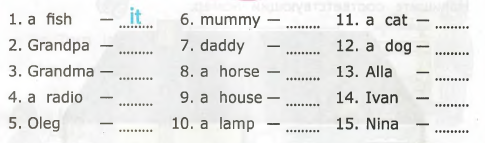 1. a fish — it
6. mummy — ........
11. a cat — ........
2. Grandpa — ........
7. daddy — ........
12. a dog — ........
3. Grandma — ........
8. a horse — ........
13. Alla — ........
4. a radio — ........
9. a house — ........
14. Ivan — ........
5. Oleg — ........
10. a lamp — ........
15. Nina — ........